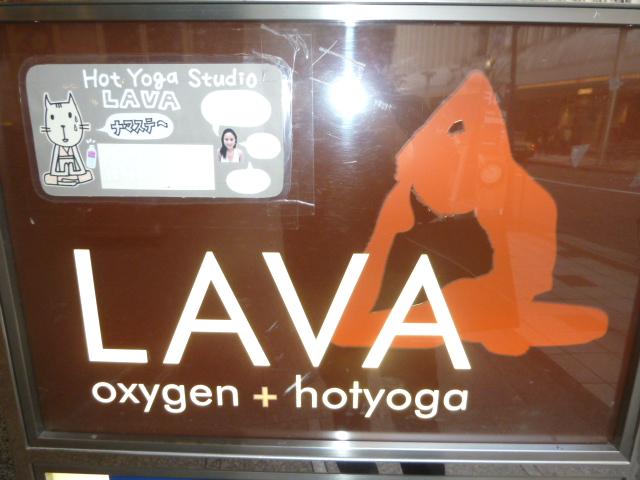 Hot Yoga Studio
LAVA
ナマステ〜
LAVA
oxygen + hotyoga